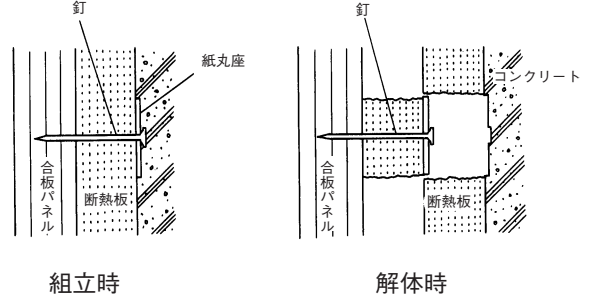 釘
紙丸座
合板パネル
断熱板
組立時
釘
コンクリート
合板パネル
断熱板
解体時